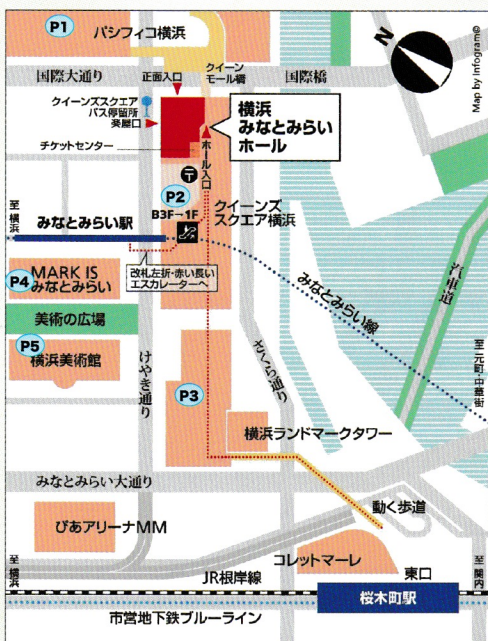 P1
パシフィコ横浜
国際大通り
正面入口
クイーン
モール橋
国際橋
N
Map by Infogram®
クイーンズスクエア
バス停留所
発屋口
チケットセンター
ホール入口
横浜
みなとみらい
ホール
P2
B3F→1F
クイーンズ
スクエア横浜
至 横浜
みなとみらい駅
改札左折・赤い長い
エスカレーターへ
みなとみらい線
汽車道
P4
MARK IS
みなとみらい
美術の広場
P5
横浜美術館
けやき通り
さくら通り
至 元町・中華街
P3
横浜ランドマークタワー
みなとみらい大通り
動く歩道
ぴあアリーナMM
コレットマーレ
至 横浜
JR根岸線
東口
至 関内
桜木町駅
市営地下鉄ブルーライン